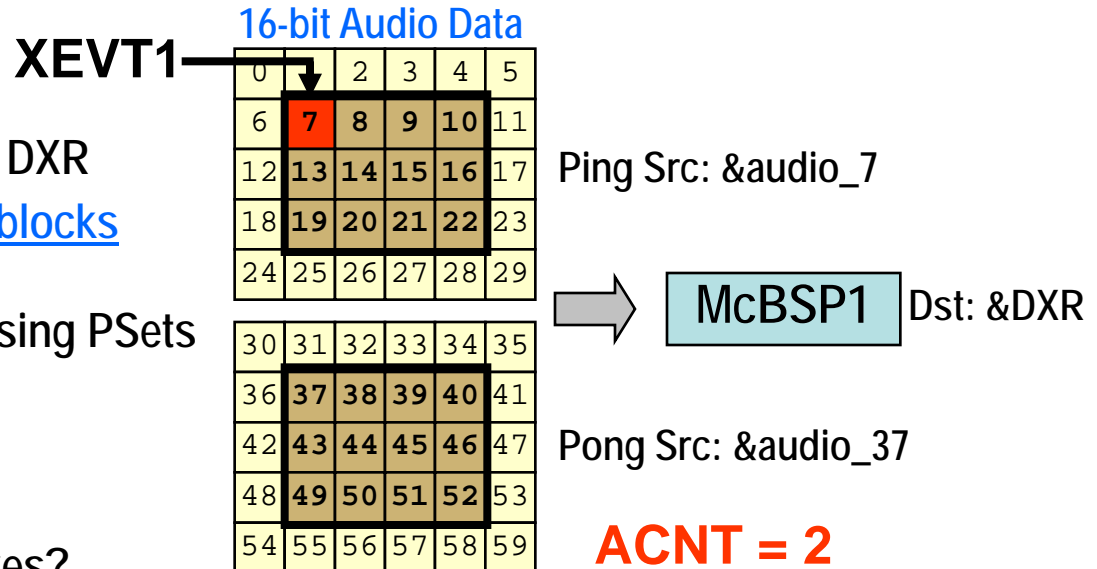 16-bit Audio Data
XEVT1
0 2 3 4 5
6 7 8 9 10 11
DXR
12 13 14 15 16 17
Ping Src: &audio_7
blocks
18 19 20 21 22 23
24 25 26 27 28 29
McBSP1 Dst: &DXR
sing PSets
30 31 32 33 34 35
36 37 38 39 40 41
42 43 44 45 46 47
Pong Src: &audio_37
48 49 50 51 52 53
54 55 56 57 58 59
ACNT = 2
es?